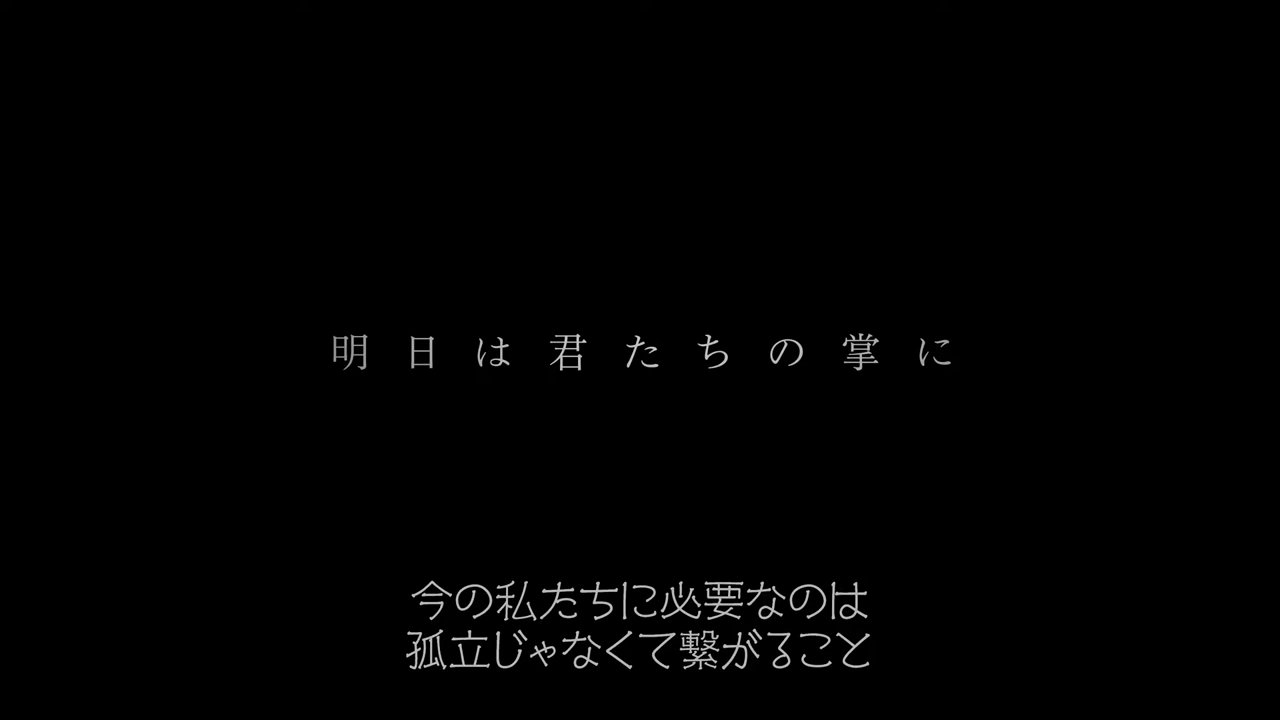 明日は君たちの掌に
今の私たちに必要なのは
孤立じゃなくて繋がること